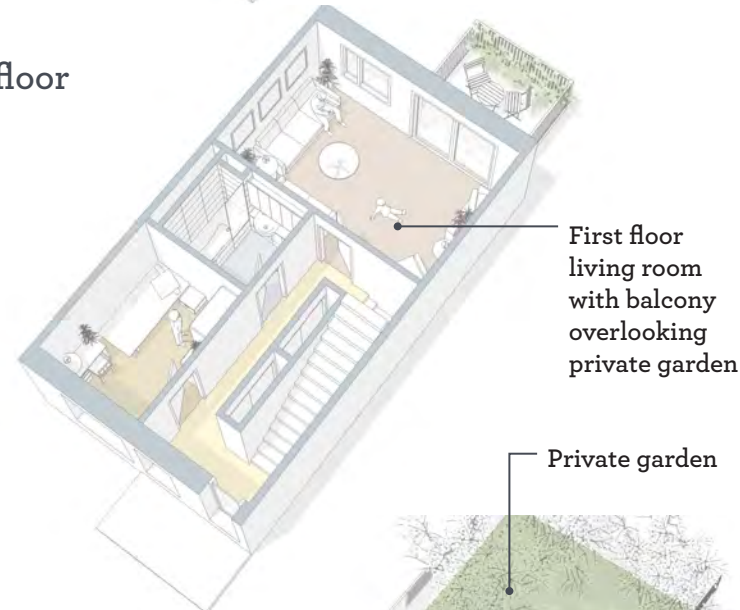 floor
First floor
living room
with balcony
overlooking
private garden
Private garden